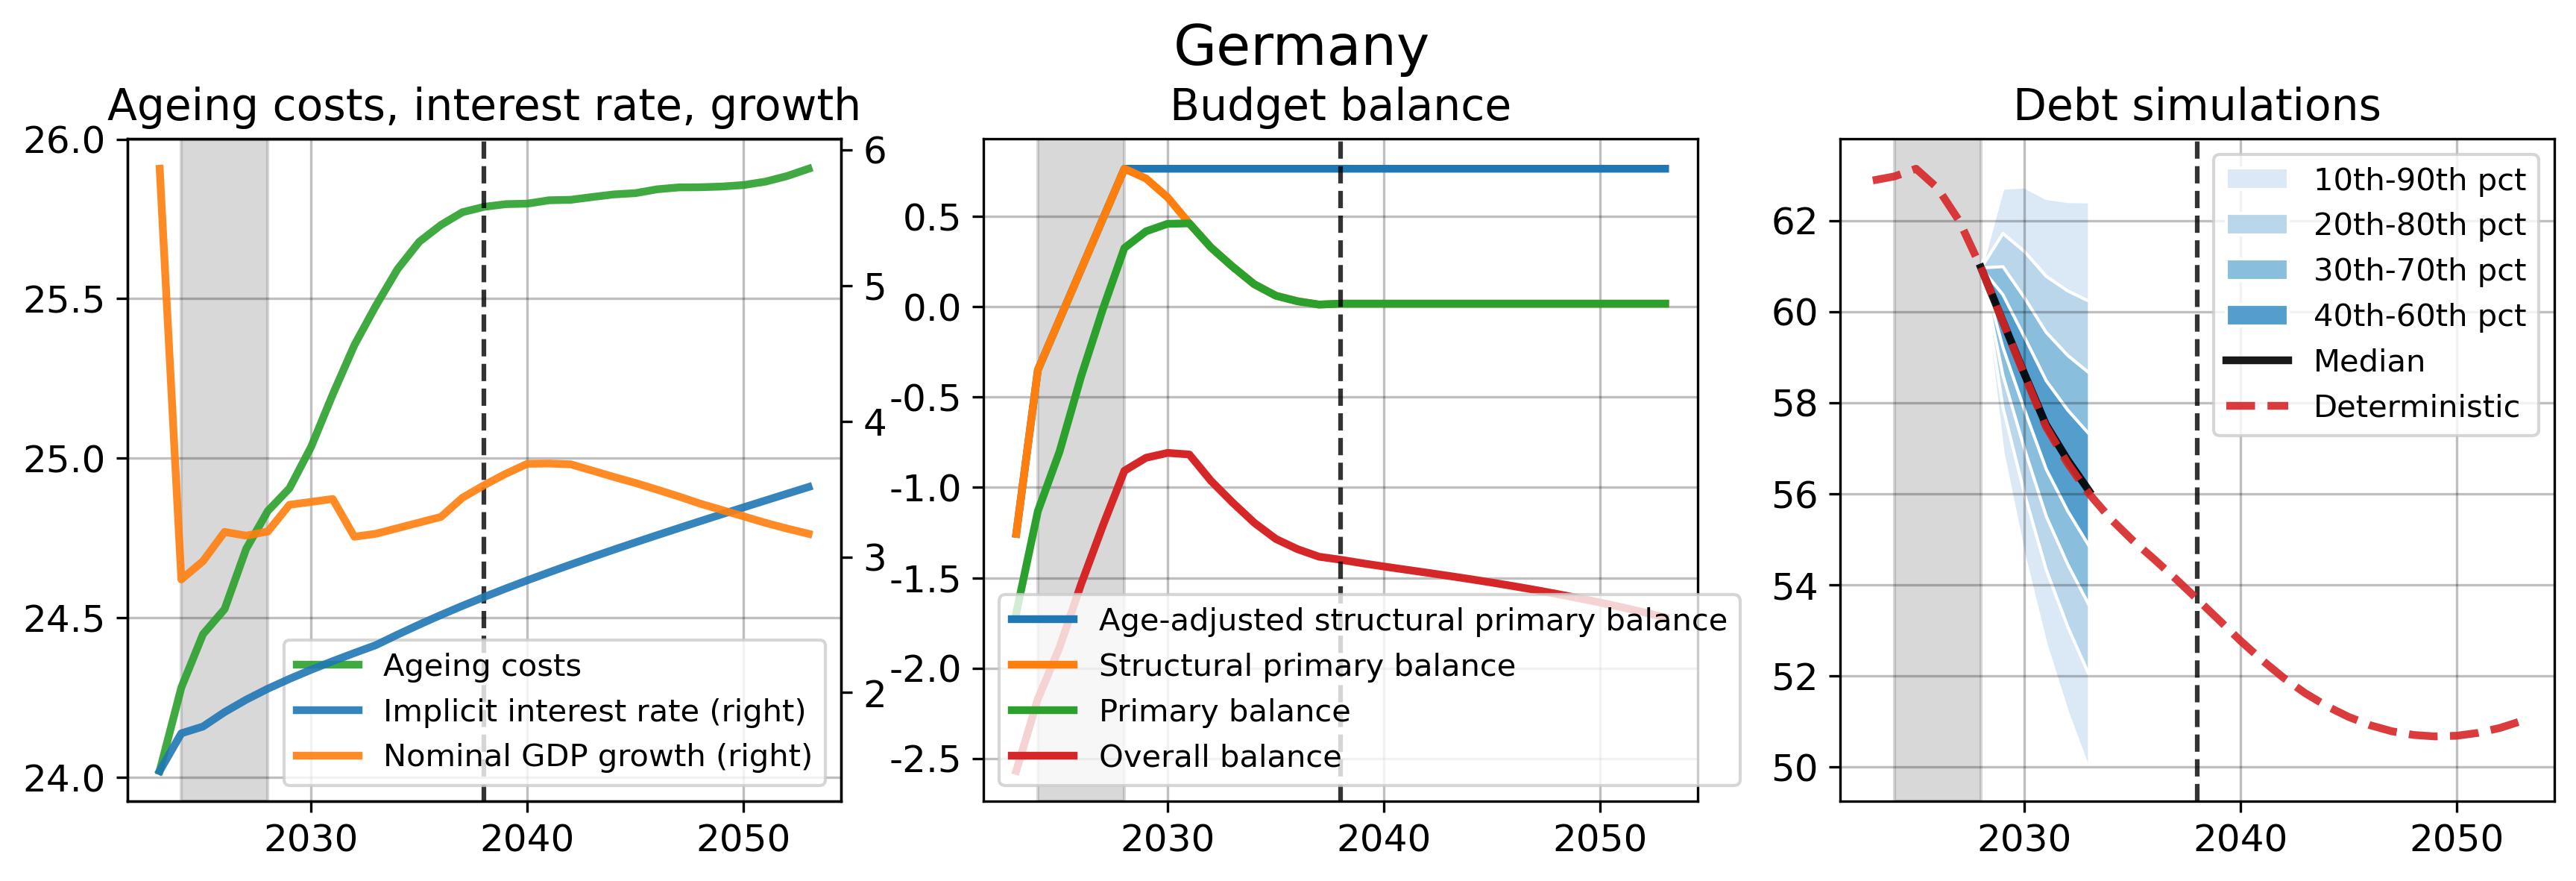 Germany
Ageing costs, interest rate, growth
26.0
25.5
25.0
24.5
24.0
6
5
4
3
2
2030
2040
2050
Ageing costs
Implicit interest rate (right)
Nominal GDP growth (right)
Budget balance
0.5
0.0
-0.5
-1.0
-1.5
-2.0
-2.5
2030
2040
2050
Age-adjusted structural primary balance
Structural primary balance
Primary balance
Overall balance
Debt simulations
62
60
58
56
54
52
50
2030
2040
2050
10th-90th pct
20th-80th pct
30th-70th pct
40th-60th pct
Median
Deterministic